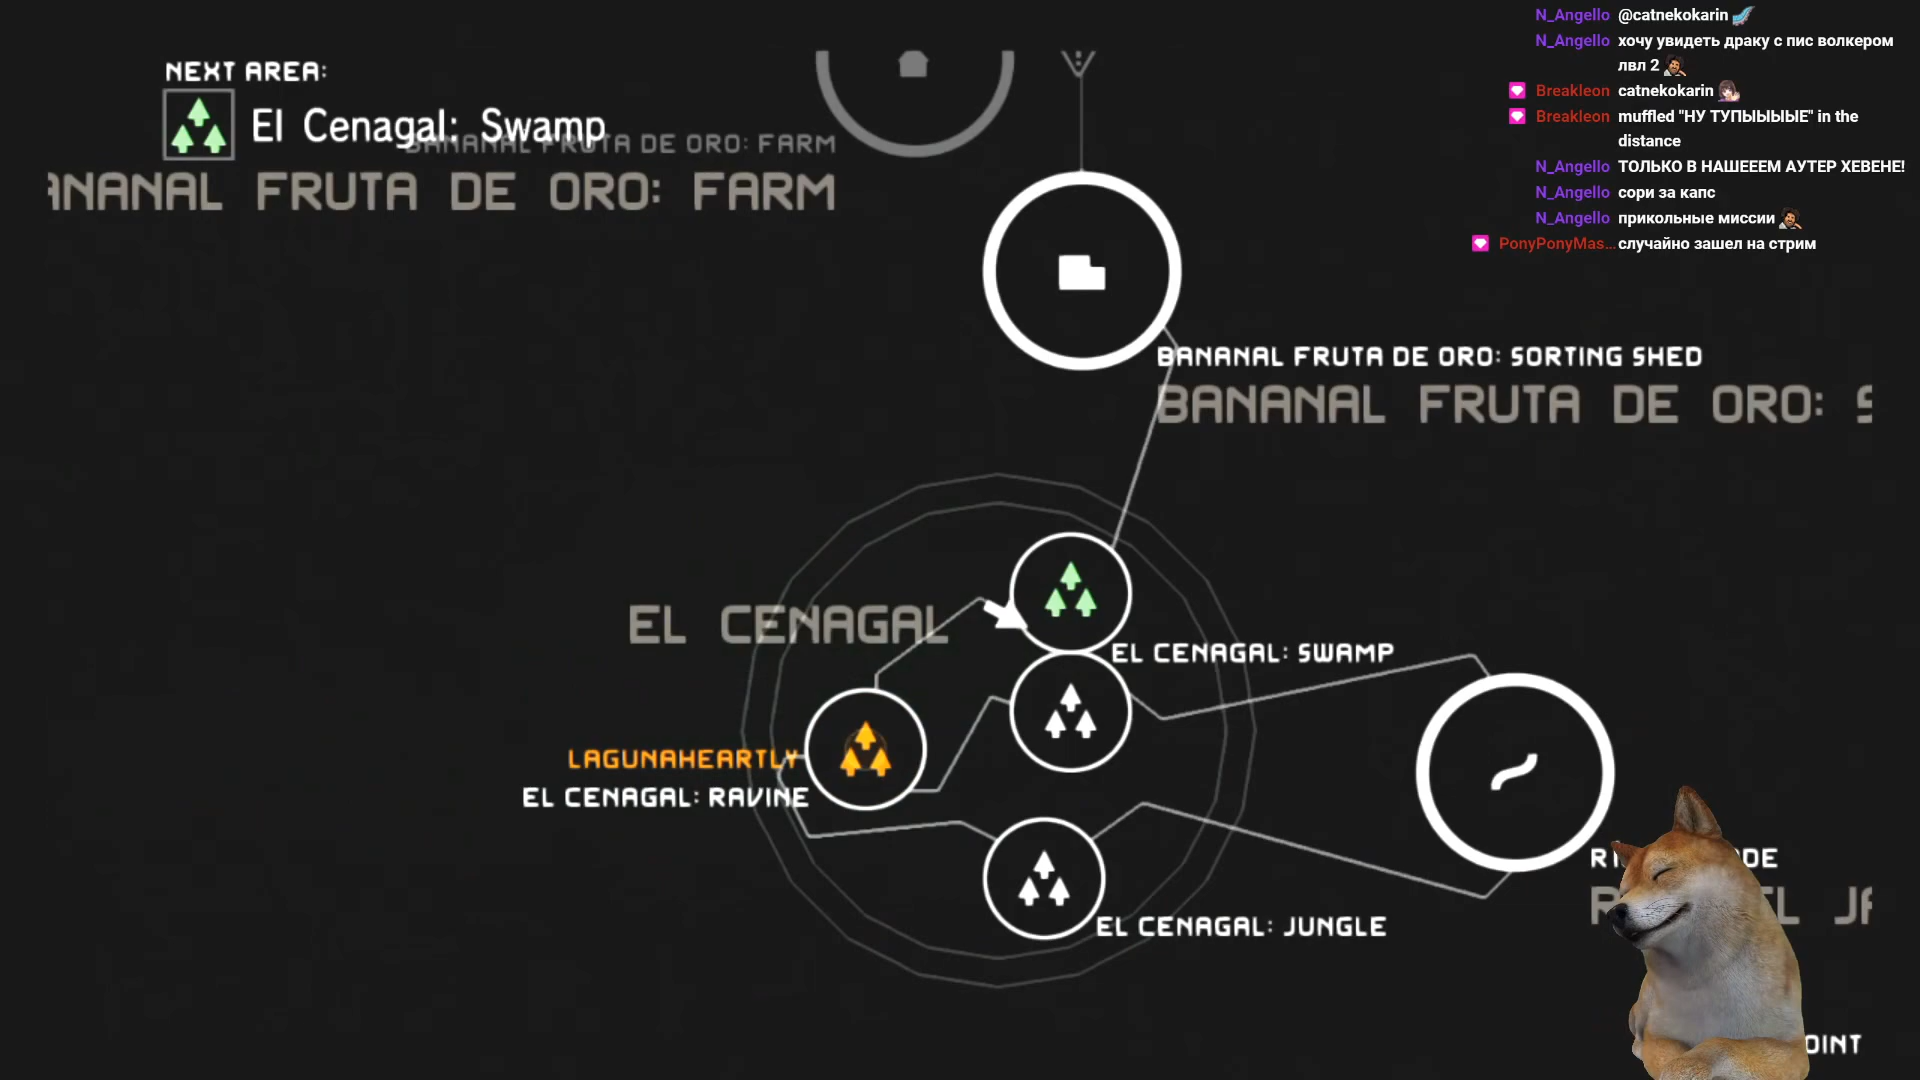 NEXT AREA:
El Cenagal: Swamp
BANANAL FRUTA DE ORO: FARM
ANANAL FRUTA DE ORO: FARM
N_Angello @catnekokarin
N_Angello хочу увидеть драку с пис волкером
лвл 2
Breakleon catnekokarin
Breakleon muffled "НУ ТУПЫЫЫЫЕ" in the
distance
N_Angello ТОЛЬКО В НАШЕЕЕМ АУТЕР ХЕВЕНЕ!
N_Angello сори за капс
N_Angello прикольные миссии
PonyPonyMas... случайно зашел на стрим
BANANAL FRUTA DE ORO: SORTING SHED
BANANAL FRUTA DE ORO: S
EL CENAGAL
EL CENAGAL: SWAMP
LAGUNAHEARTLY
EL CENAGAL: RAVINE
EL CENAGAL: JUNGLE